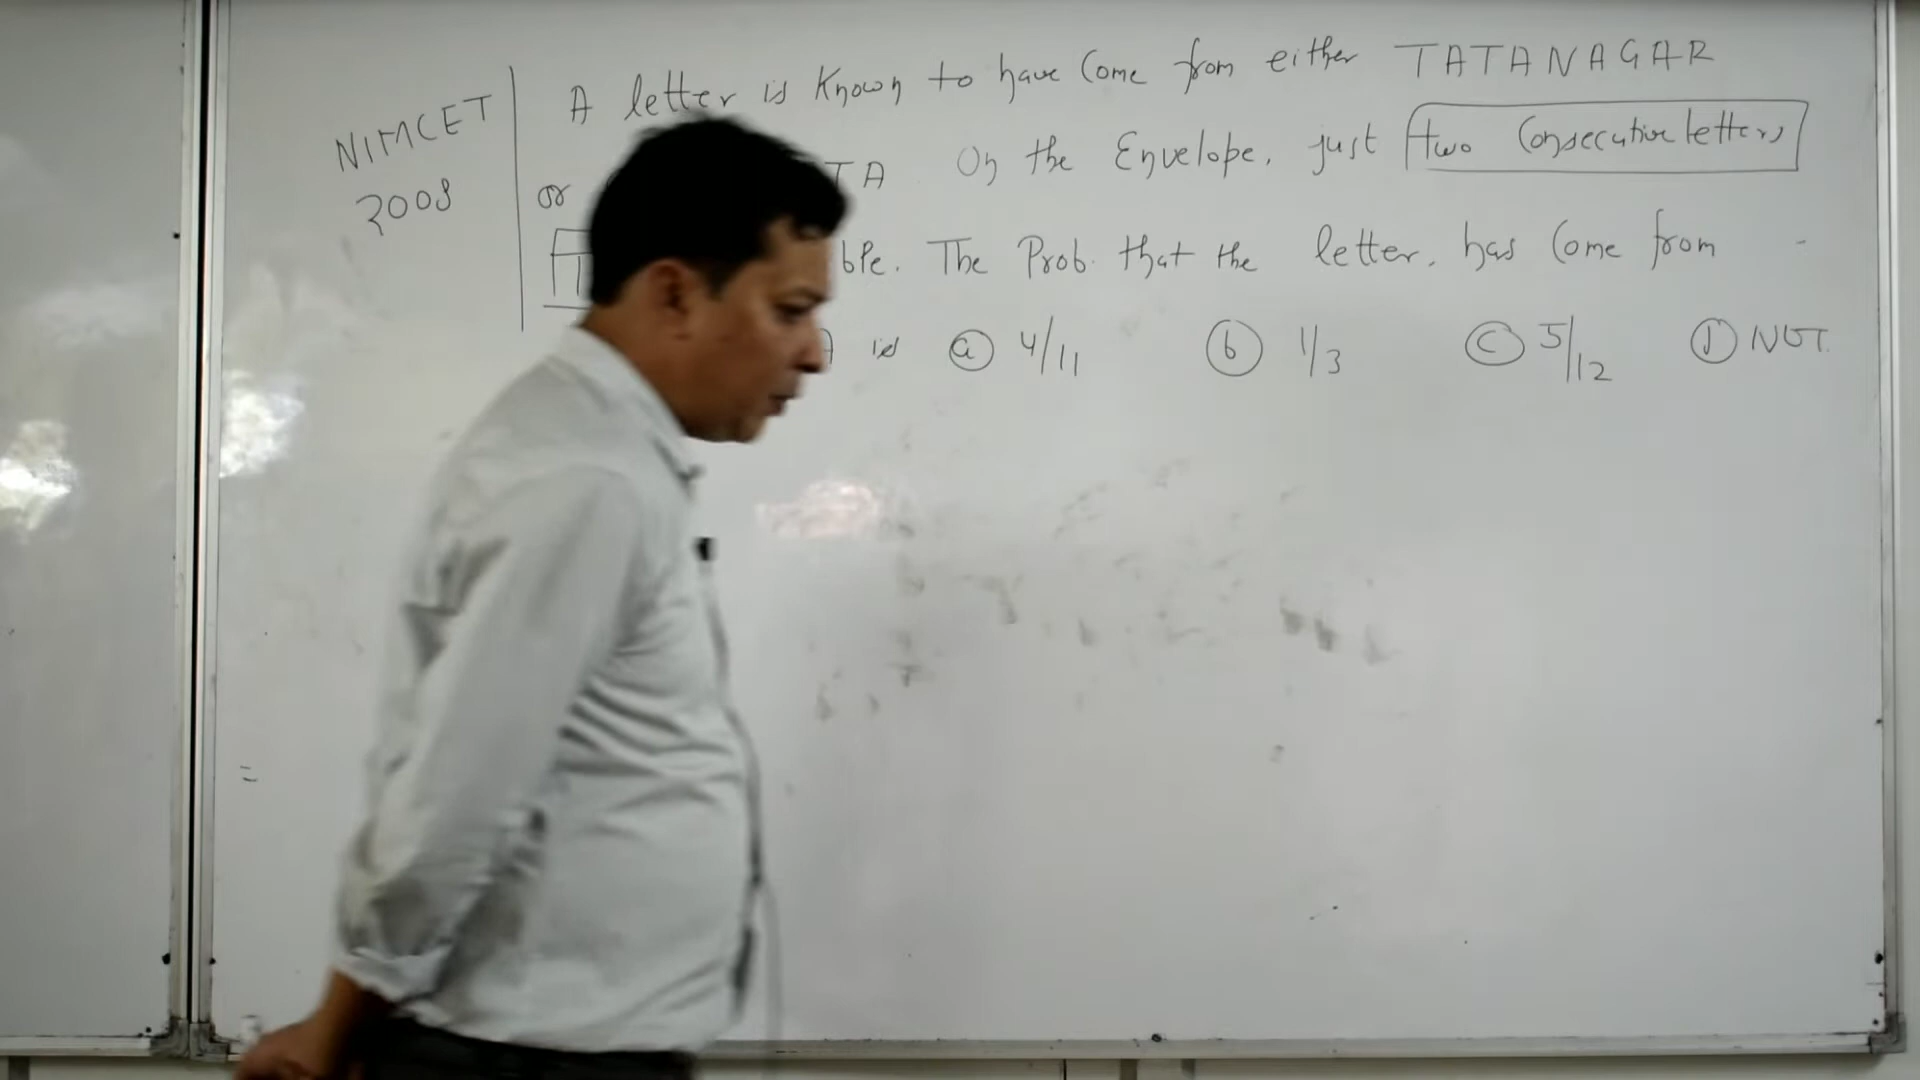 NIMCET
2008
A letter is Known to have Come from either TATANAGAR
or TA On the Envelope, just two Consecutive letters
ble. The Prob. that the letter, has Come from
is (a) 4/11 (b) 1/3 (c) 5/12 (d) NOT.
=